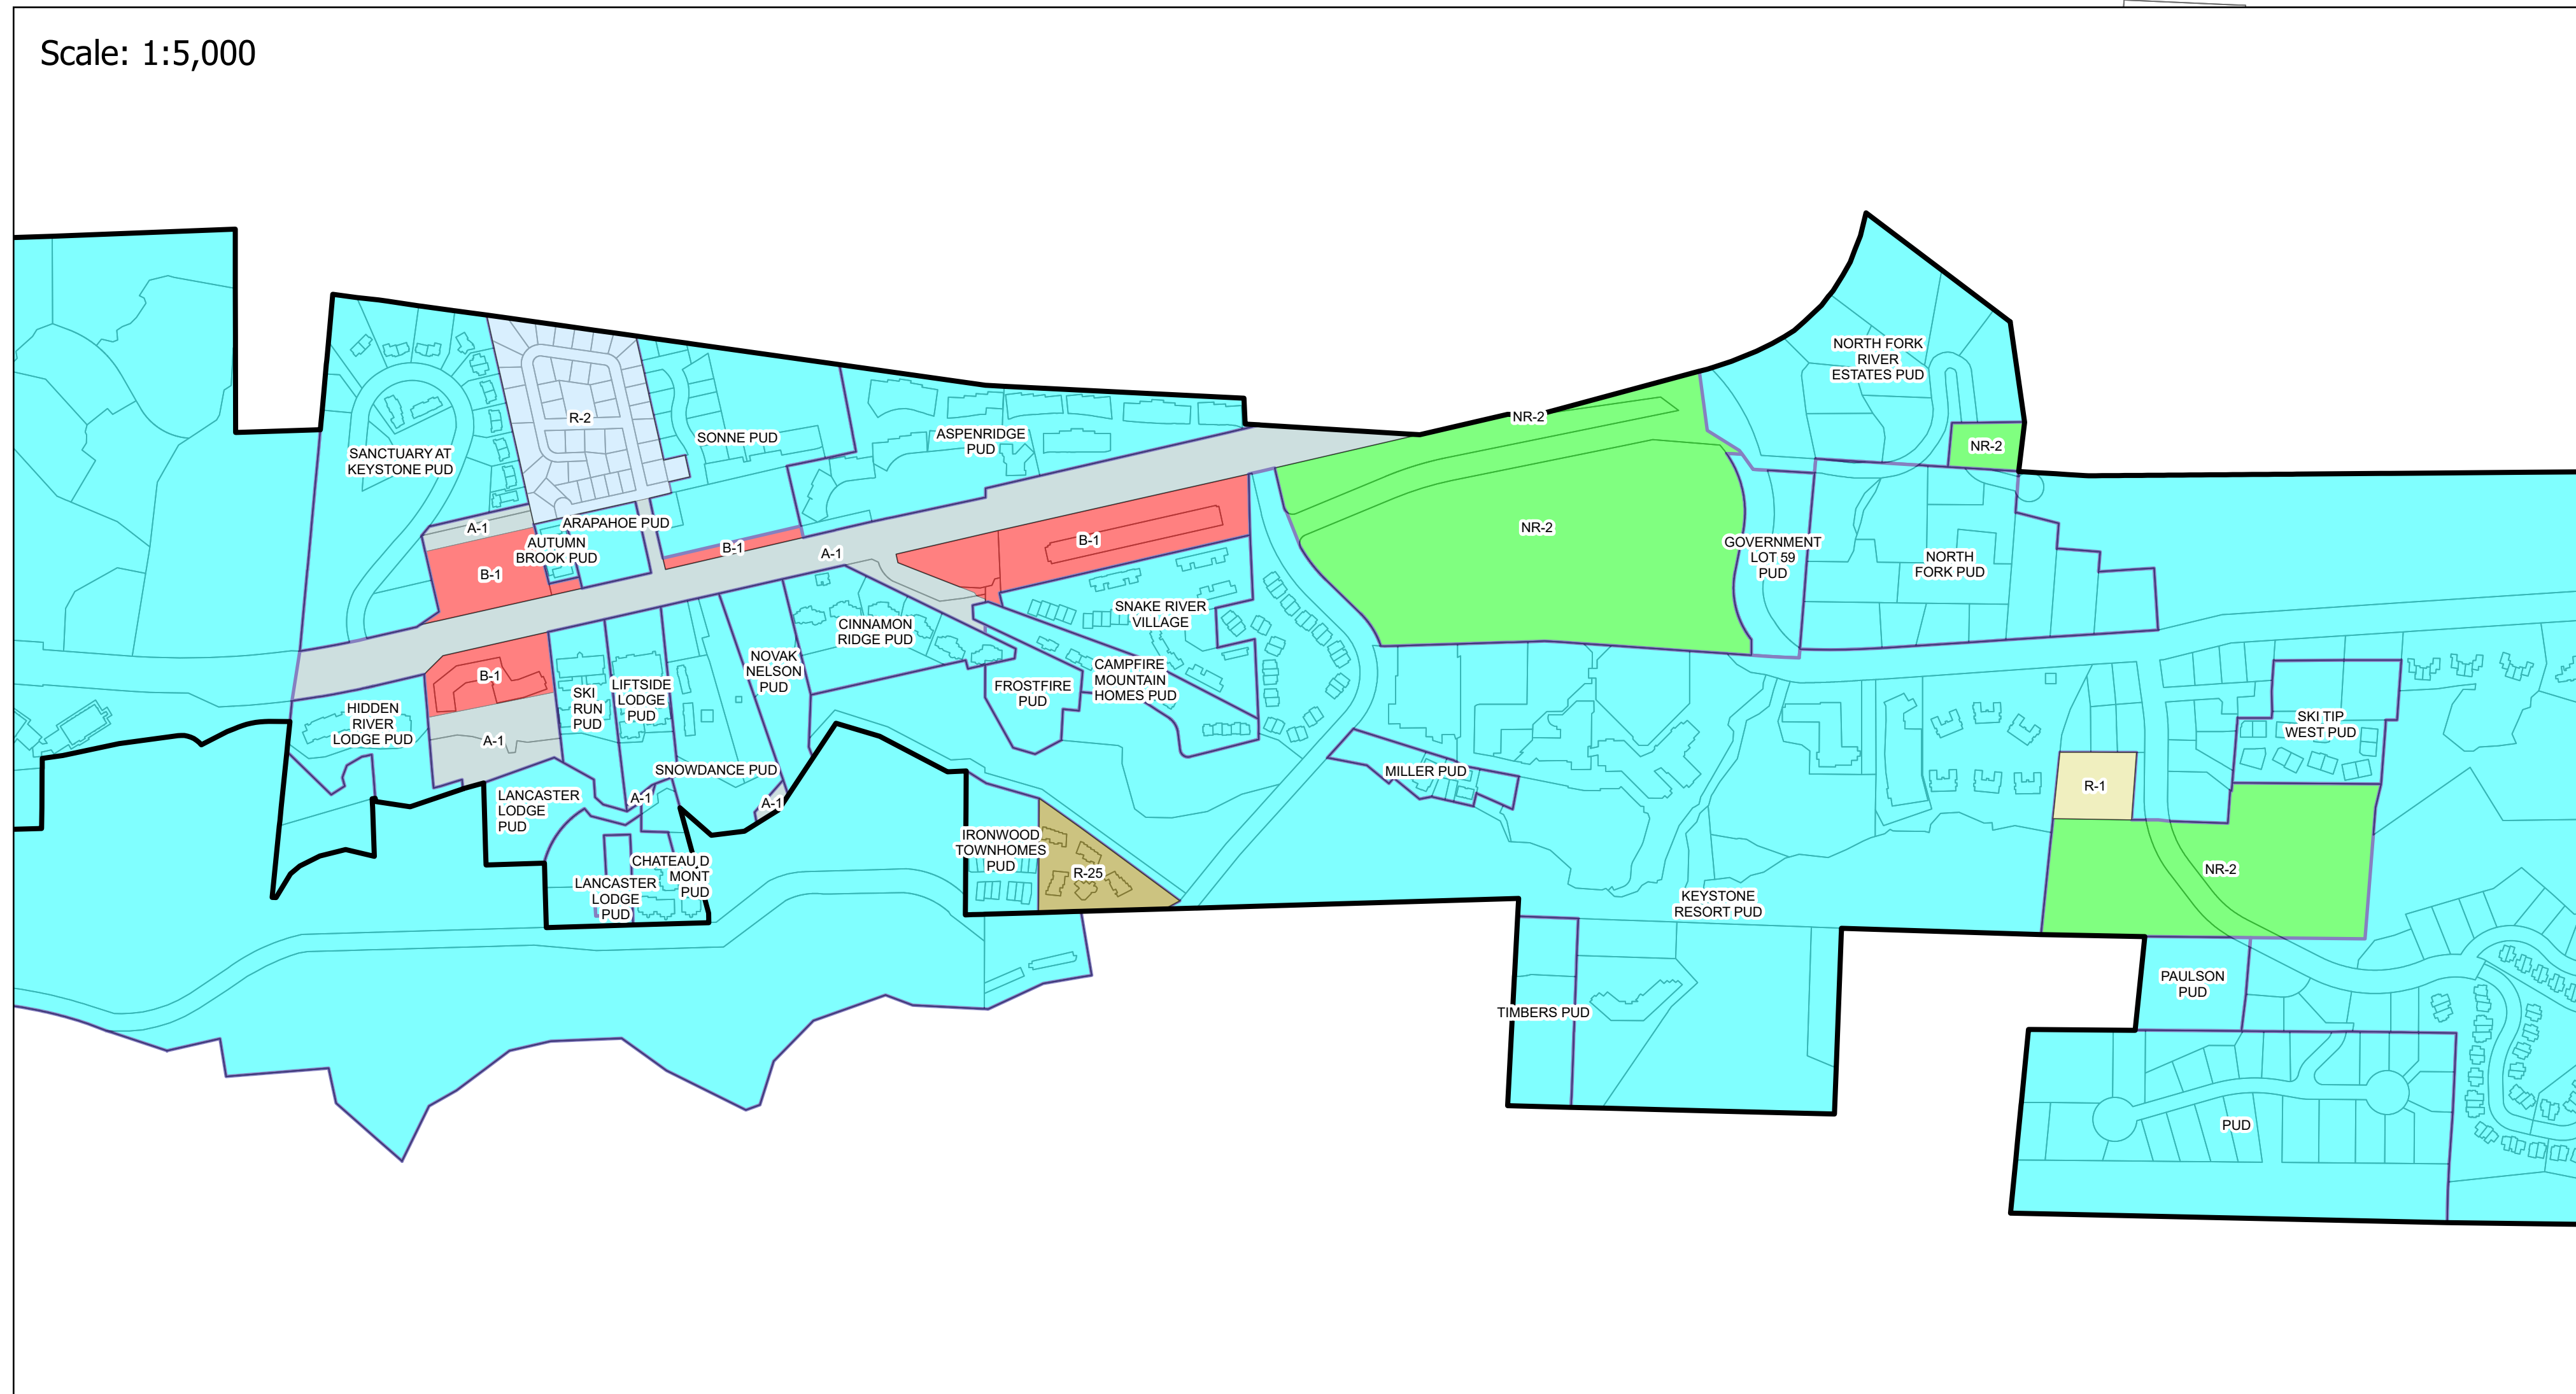 Scale: 1:5,000
NORTH FORK
RIVER
ESTATES PUD
R-2
NR-2
SONNE PUD
ASPENRIDGE
PUD
NR-2
SANCTUARY AT
KEYSTONE PUD
A-1
ARAPAHOE PUD
NR-2
AUTUMN
BROOK PUD
B-1
A-1
B-1
GOVERNMENT
LOT 59
PUD
NORTH
FORK PUD
B-1
SNAKE RIVER
VILLAGE
CINNAMON
RIDGE PUD
B-1
NOVAK
NELSON
PUD
CAMPFIRE
MOUNTAIN
HOMES PUD
FROSTFIRE
PUD
SKI
RUN
PUD
LIFTSIDE
LODGE
PUD
HIDDEN
RIVER
LODGE PUD
SKI TIP
WEST PUD
A-1
SNOWDANCE PUD
MILLER PUD
R-1
LANCASTER
LODGE
PUD
A-1
A-1
IRONWOOD
TOWNHOMES
PUD
R-25
CHATEAU D
MONT
PUD
NR-2
LANCASTER
LODGE
PUD
KEYSTONE
RESORT PUD
PAULSON
PUD
TIMBERS PUD
PUD